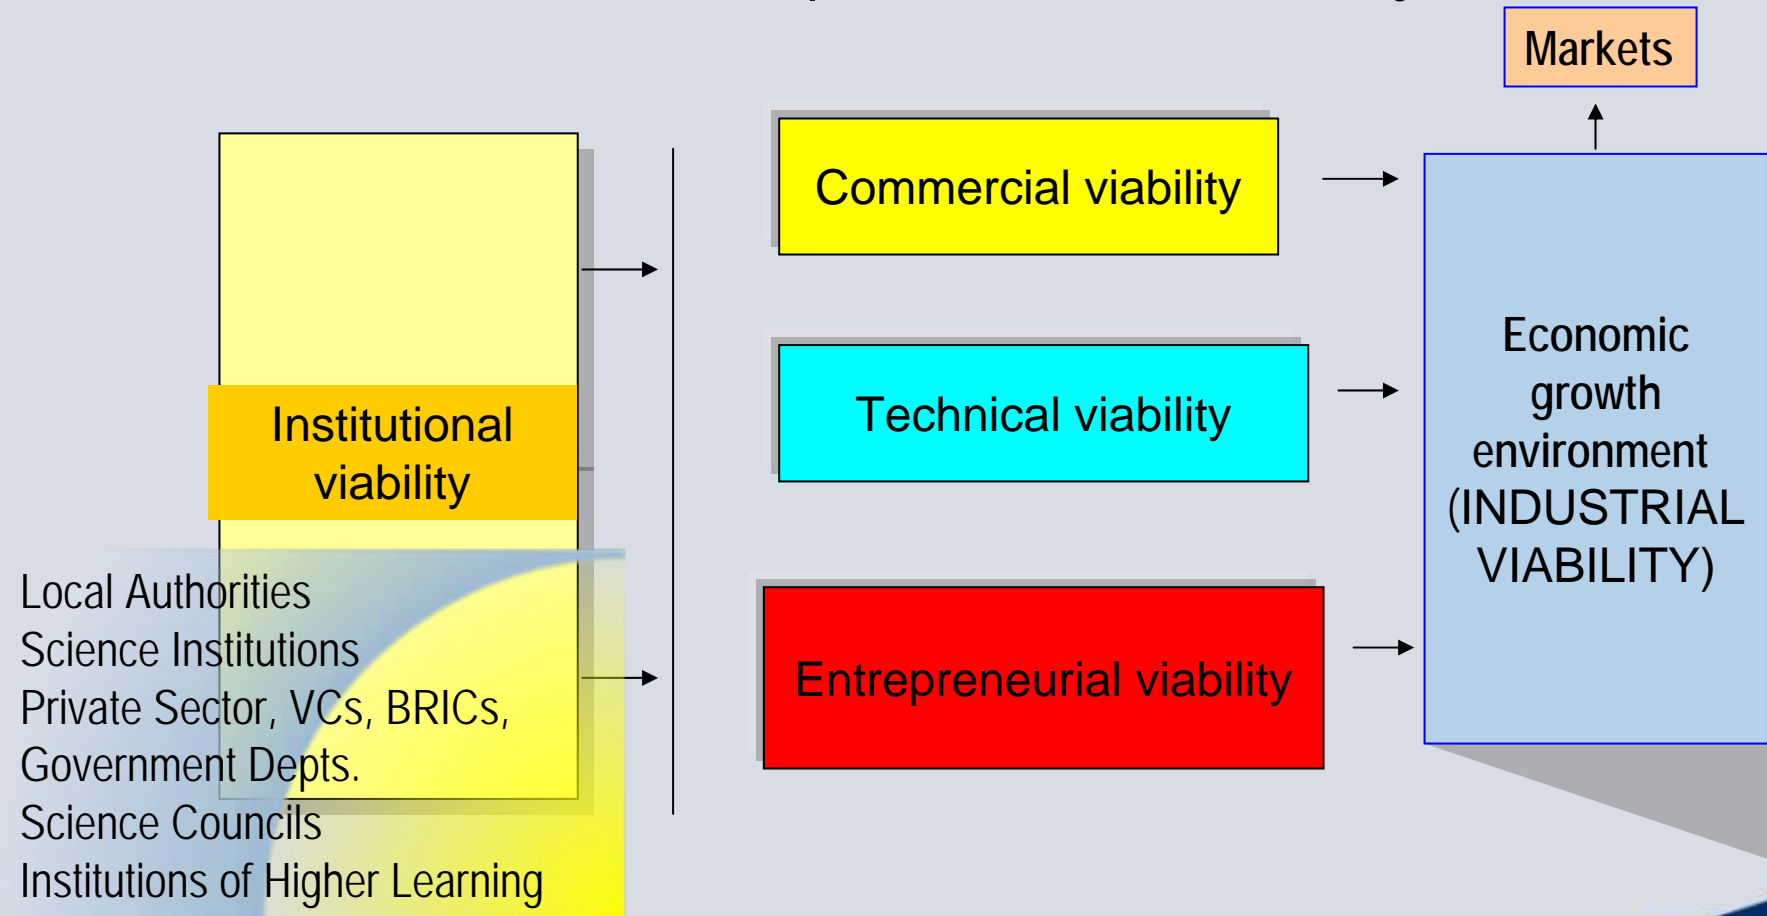 Markets
Commercial viability
Technical viability
Entrepreneurial viability
Institutional
viability
Economic
growth
environment
(INDUSTRIAL
VIABILITY)
Local Authorities
Science Institutions
Private Sector, VCs, BRICs,
Government Depts.
Science Councils
Institutions of Higher Learning